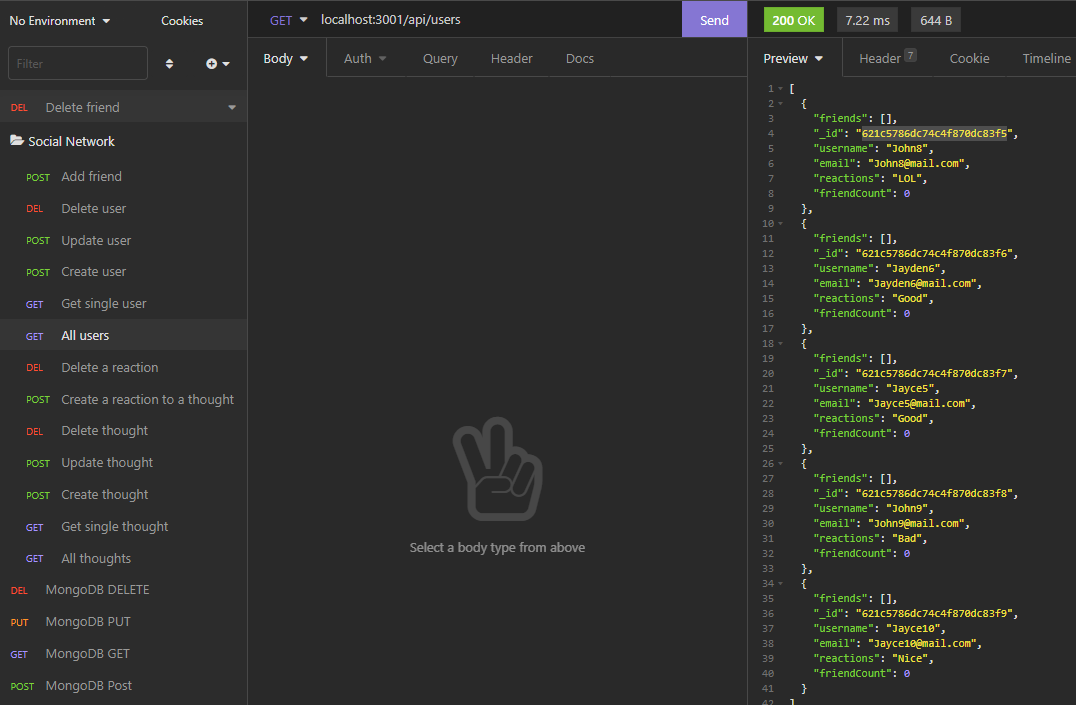 No Environment
Cookies
GET
localhost:3001/api/users
Send
200 OK
7.22 ms
644 B
Filter
DEL Delete friend
Social Network
POST Add friend
DEL Delete user
POST Update user
POST Create user
GET Get single user
GET All users
DEL Delete a reaction
POST Create a reaction to a thought
DEL Delete thought
POST Update thought
POST Create thought
GET Get single thought
GET All thoughts
DEL MongoDB DELETE
PUT MongoDB PUT
GET MongoDB GET
POST MongoDB Post
Body
Auth
Query
Header
Docs
Select a body type from above
Preview
Header 7
Cookie
Timeline
1 [
2 {
3 "friends": [],
4 "_id": "621c5786dc74c4f870dc83f5",
5 "username": "John8",
6 "email": "John8@mail.com",
7 "reactions": "LOL",
8 "friendCount": 0
9 },
10 {
11 "friends": [],
12 "_id": "621c5786dc74c4f870dc83f6",
13 "username": "Jayden6",
14 "email": "Jayden6@mail.com",
15 "reactions": "Good",
16 "friendCount": 0
17 },
18 {
19 "friends": [],
20 "_id": "621c5786dc74c4f870dc83f7",
21 "username": "Jayce5",
22 "email": "Jayce5@mail.com",
23 "reactions": "Good",
24 "friendCount": 0
25 },
26 {
27 "friends": [],
28 "_id": "621c5786dc74c4f870dc83f8",
29 "username": "John9",
30 "email": "John9@mail.com",
31 "reactions": "Bad",
32 "friendCount": 0
33 },
34 {
35 "friends": [],
36 "_id": "621c5786dc74c4f870dc83f9",
37 "username": "Jayce10",
38 "email": "Jayce10@mail.com",
39 "reactions": "Nice",
40 "friendCount": 0
41 }
42 ]